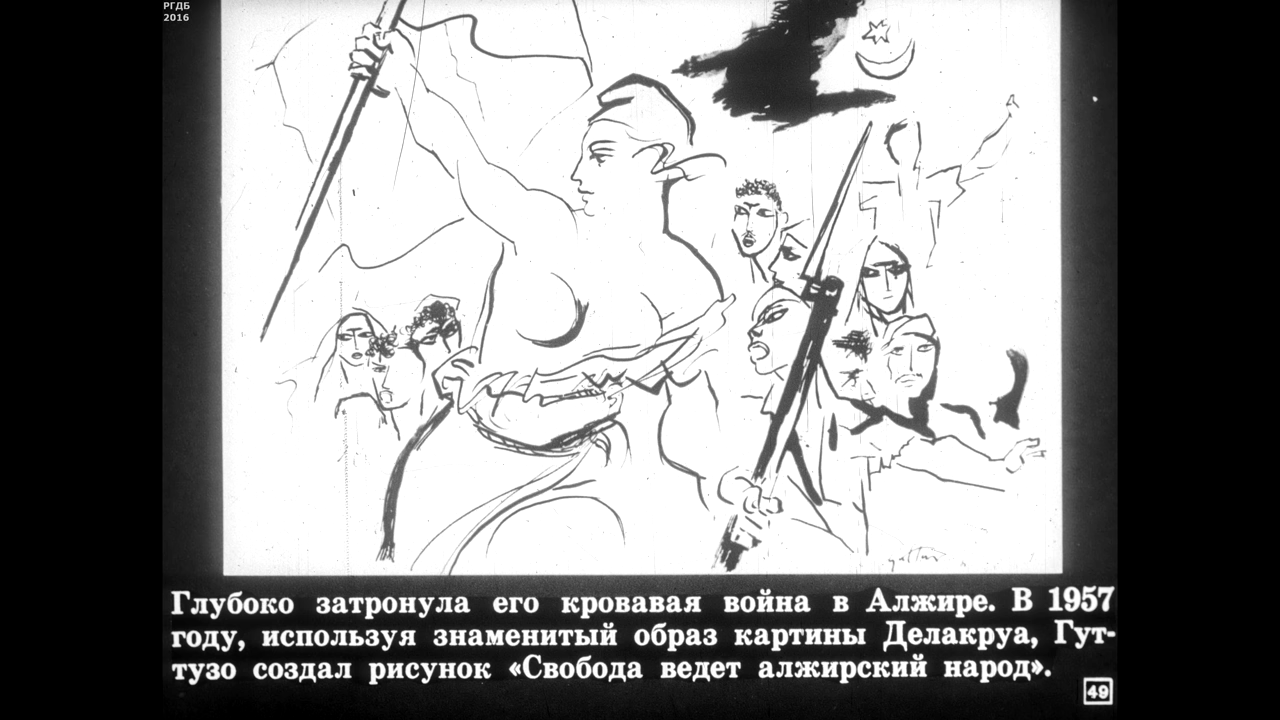 РГДБ
2016
Глубоко затронула его кровавая война в Алжире. В 1957
году, используя знаменитый образ картины Делакруа, Гут-
тузо создал рисунок «Свобода ведет алжирский народ».
49